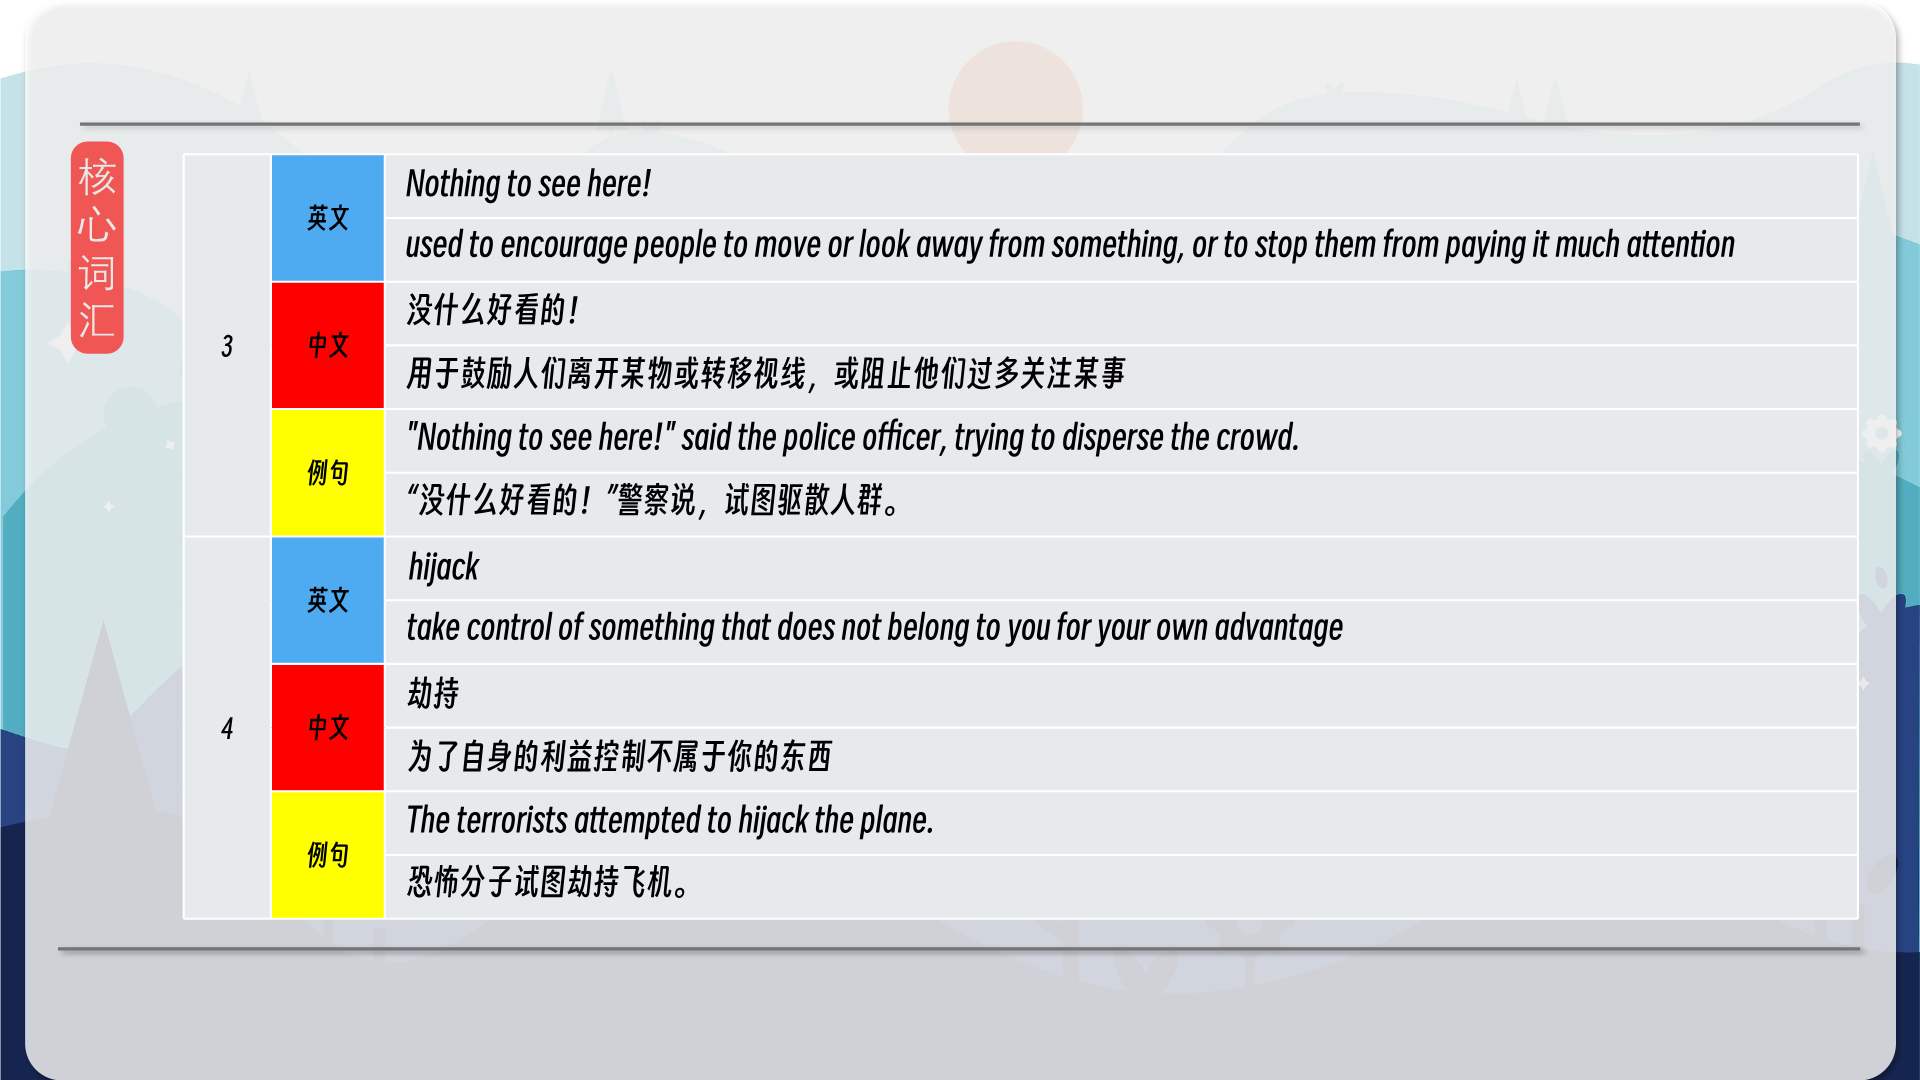 核心词汇
3
英文
Nothing to see here!
used to encourage people to move or look away from something, or to stop them from paying it much attention
中文
没什么好看的！
用于鼓励人们离开某物或转移视线，或阻止他们过多关注某事
例句
"Nothing to see here!" said the police officer, trying to disperse the crowd.
“没什么好看的！”警察说，试图驱散人群。
4
英文
hijack
take control of something that does not belong to you for your own advantage
中文
劫持
为了自身的利益控制不属于你的东西
例句
The terrorists attempted to hijack the plane.
恐怖分子试图劫持飞机。